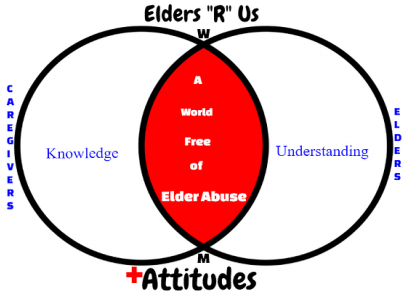 Elders "R" Us
W
CAREGIVERS
Knowledge
A
World
Free
of
Elder Abuse
Understanding
ELDERS
M
+Attitudes